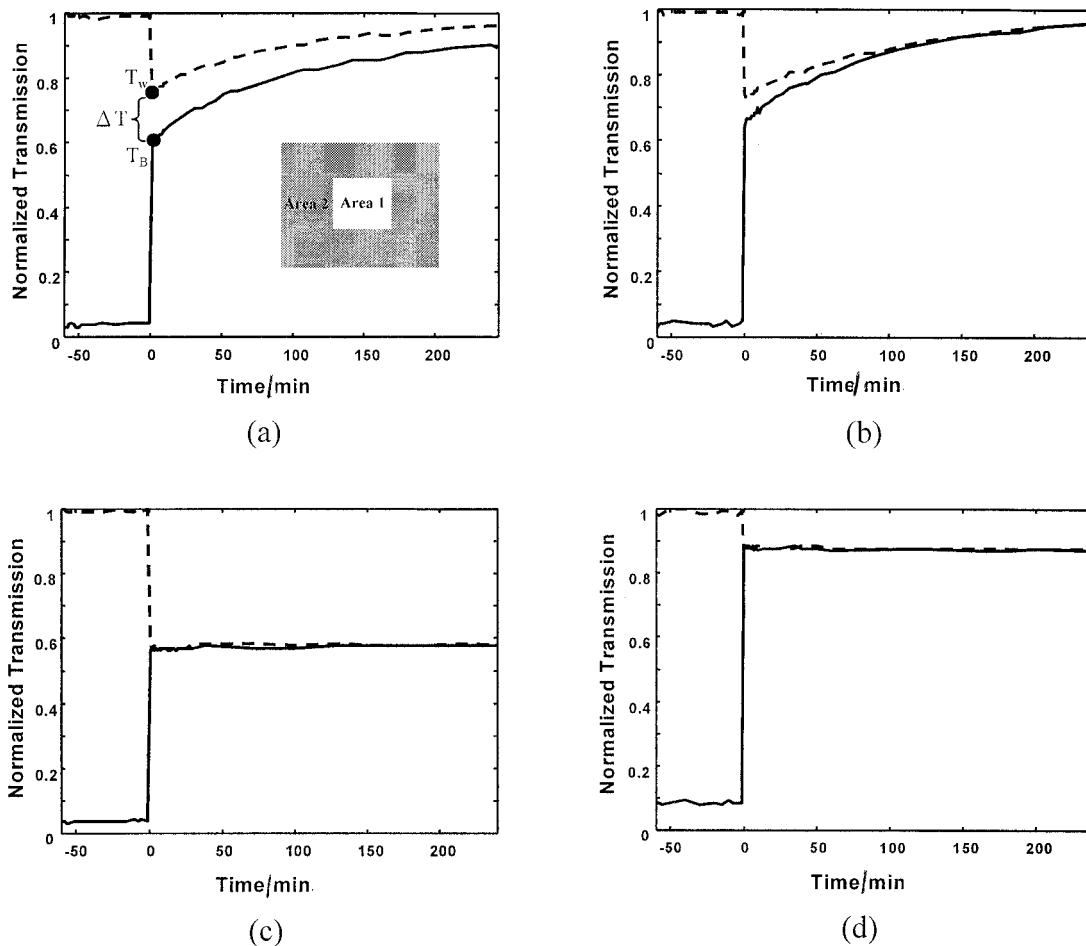 1
0.8
0.6
0.4
0.2
0
Normalized Transmission
T_W
ΔT {
T_B
Area 2 Area 1
-50 0 50 100 150 200
Time/min
(a)
1
0.8
0.6
0.4
0.2
0
Normalized Transmission
-50 0 50 100 150 200
Time/min
(b)
1
0.8
0.6
0.4
0.2
0
Normalized Transmission
-50 0 50 100 150 200
Time/min
(c)
1
0.8
0.6
0.4
0.2
0
Normalized Transmission
-50 0 50 100 150 200
Time/min
(d)